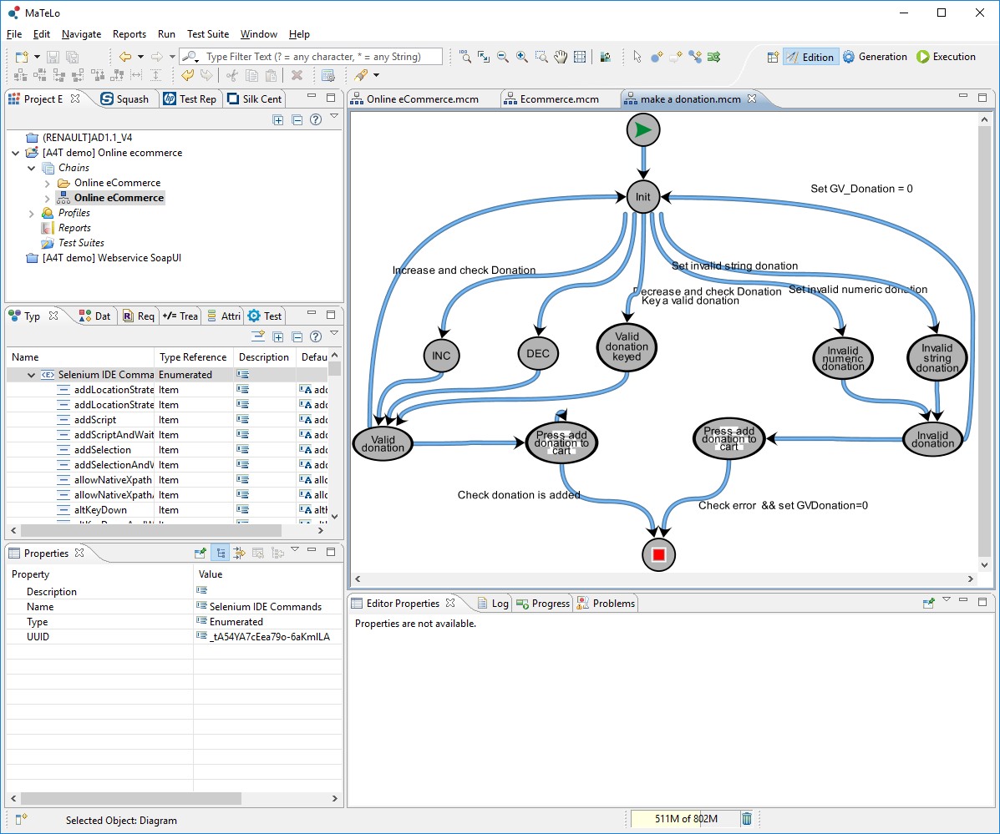 MaTeLo
File Edit Navigate Reports Run Test Suite Window Help
Type Filter Text (? = any character, * = any String)
Edition Generation Execution
Project E Squash Test Rep Silk Cent
(RENAULT]AD1.1_V4
[A4T demo] Online ecommerce
Chains
Online eCommerce
Online eCommerce
Profiles
Reports
Test Suites
[A4T demo] Webservice SoapUI
Typ Dat Req Trea Attri Test
Name Type Reference Description Defau
Selenium IDE Comma Enumerated
addLocationStrate Item add
addLocationStrate Item add
addScript Item add
addScriptAndWait Item add
addSelection Item add
addSelectionAndW Item add
allowNativeXpath Item allo
allowNativeXpathA Item allo
altKeyDown Item altK
Properties
Property Value
Description
Name Selenium IDE Commands
Type Enumerated
UUID _tA54YA7cEea79o-6aKmILA
Online eCommerce.mcm Ecommerce.mcm make a donation.mcm
Init
Set GV_Donation = 0
Increase and check Donation
Set invalid string donation
Decrease and check Donation
Set invalid numeric donation
Key a valid donation
INC
DEC
Valid
donation
keyed
Invalid
numeric
donation
Invalid
string
donation
Valid
donation
Press add
donation to
cart
Press add
donation to
cart
Invalid
donation
Check donation is added
Check error && set GVDonation=0
Editor Properties Log Progress Problems
Properties are not available.
Selected Object: Diagram
511M of 802M